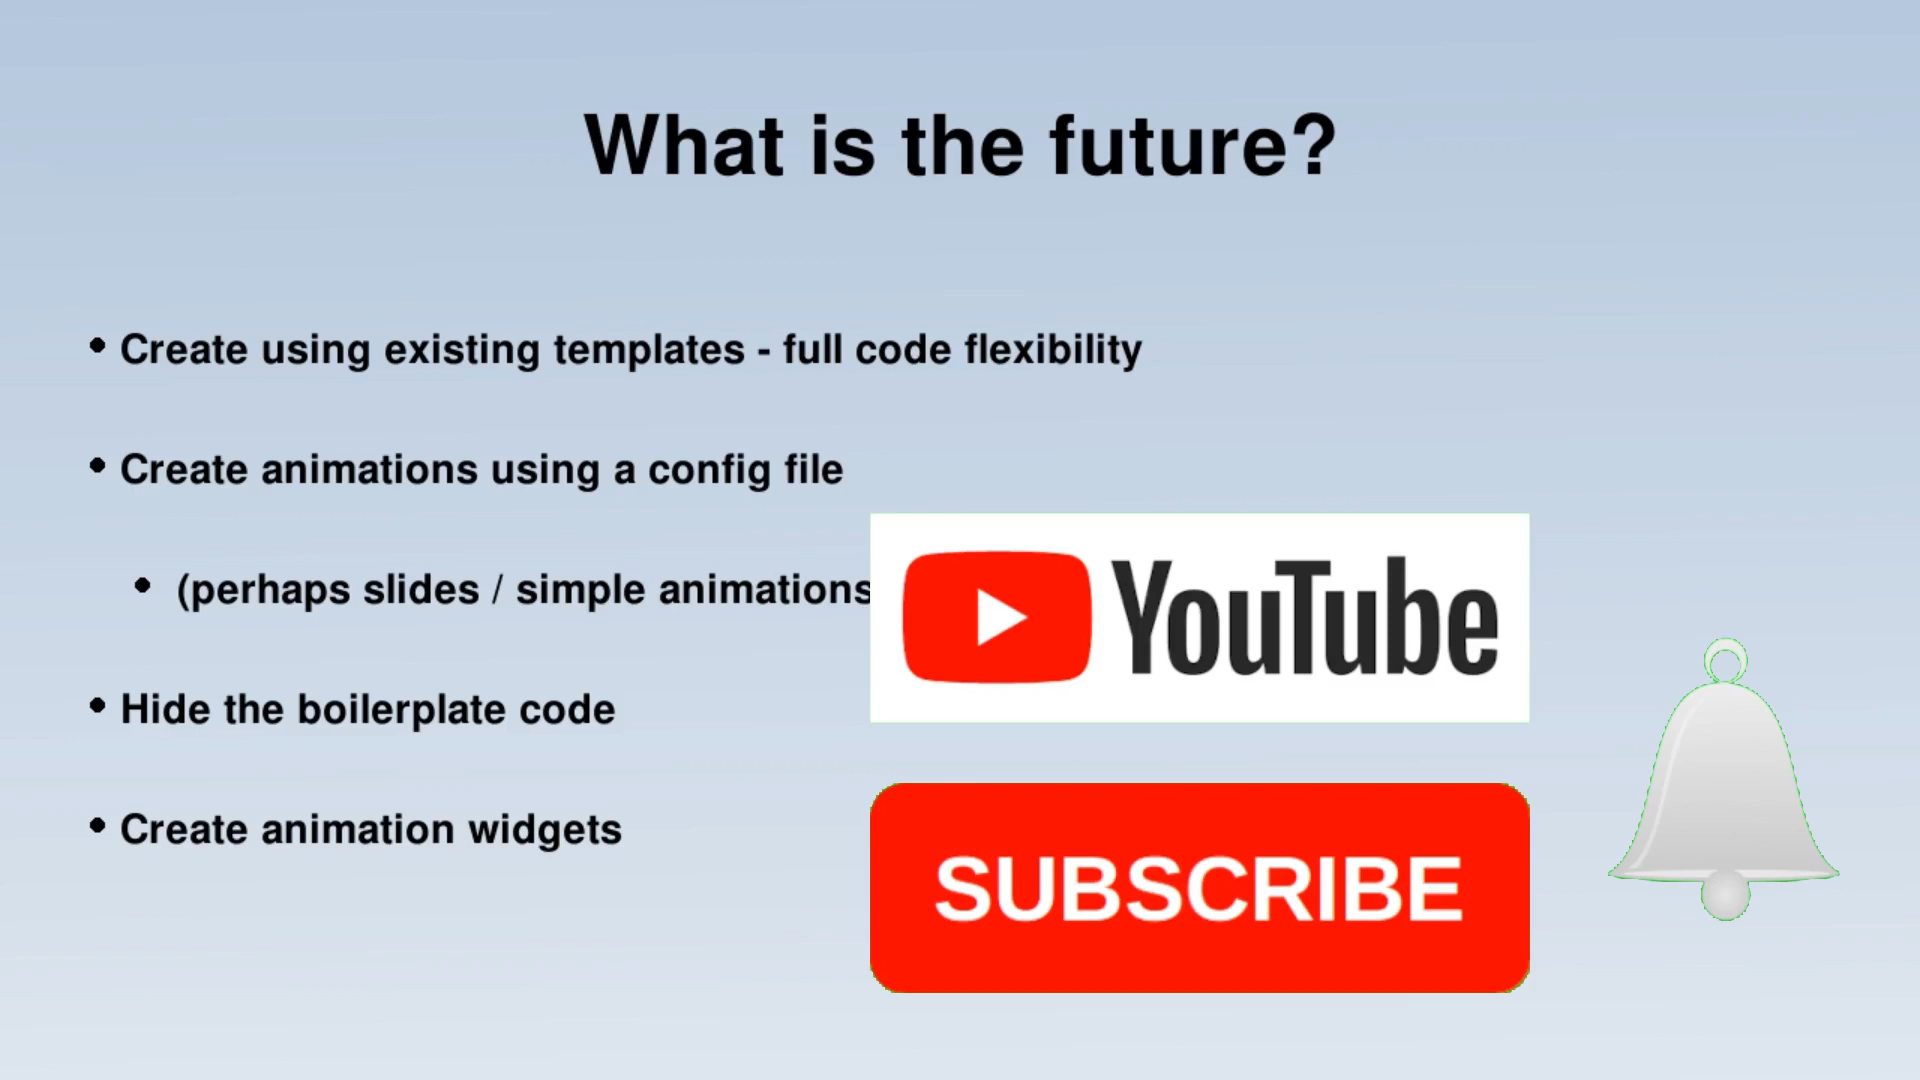 What is the future?
• Create using existing templates - full code flexibility
• Create animations using a config file
• (perhaps slides / simple animations
• Hide the boilerplate code
• Create animation widgets
YouTube
SUBSCRIBE